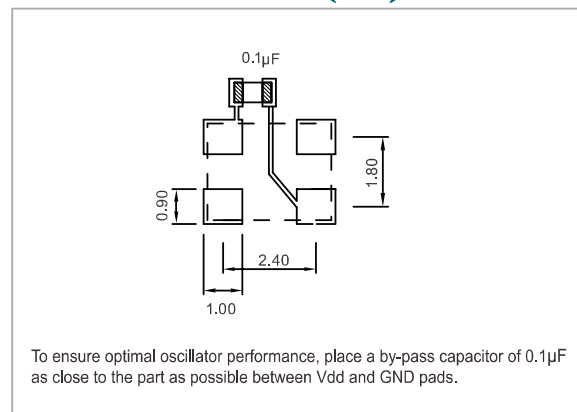 0.1µF
1.80
0.90
2.40
1.00
To ensure optimal oscillator performance, place a by-pass capacitor of 0.1µF
as close to the part as possible between Vdd and GND pads.